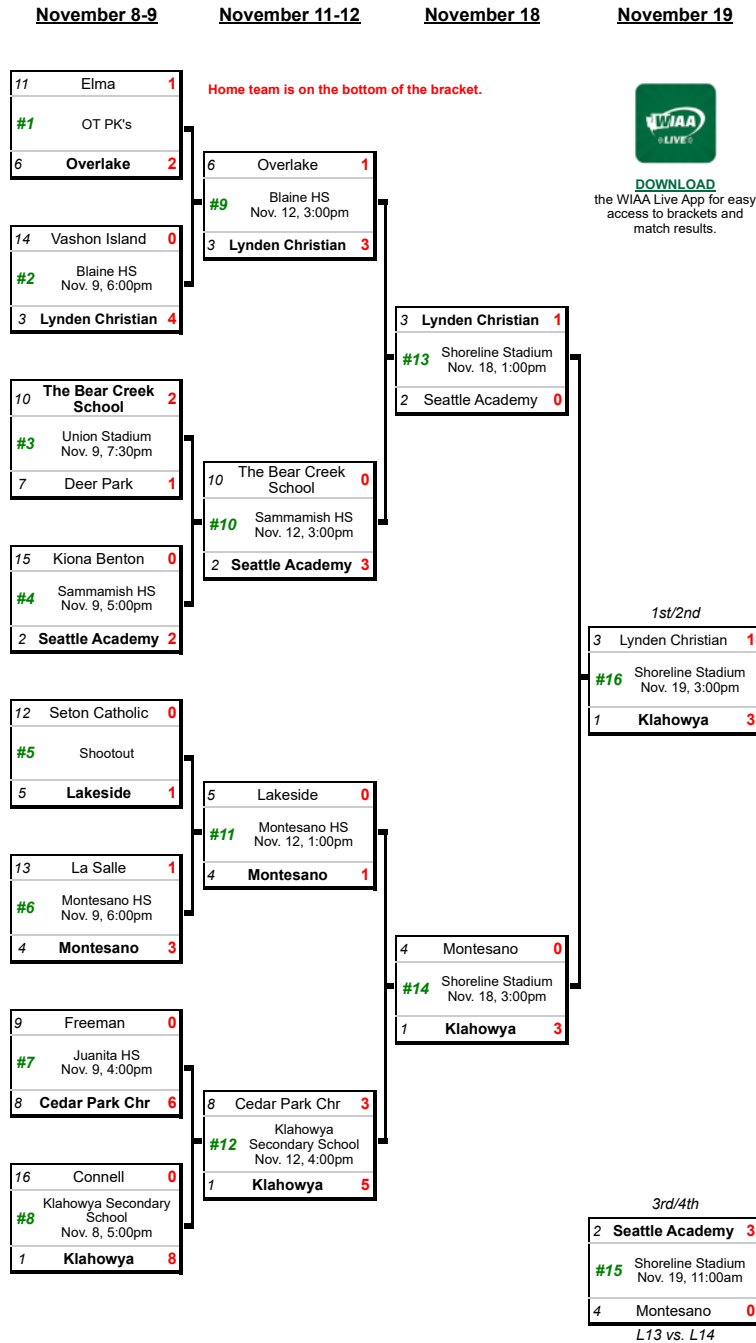 November 8-9
November 11-12
November 18
November 19
Home team is on the bottom of the bracket.
WIAA
LIVE
DOWNLOAD
the WIAA Live App for easy
access to brackets and
match results.
11 Elma 1
#1 OT PK's
6 Overlake 2
14 Vashon Island 0
#2 Blaine HS
Nov. 9, 6:00pm
3 Lynden Christian 4
10 The Bear Creek
School 2
#3 Union Stadium
Nov. 9, 7:30pm
7 Deer Park 1
15 Kiona Benton 0
#4 Sammamish HS
Nov. 9, 5:00pm
2 Seattle Academy 2
12 Seton Catholic 0
#5 Shootout
5 Lakeside 1
13 La Salle 1
#6 Montesano HS
Nov. 9, 6:00pm
4 Montesano 3
9 Freeman 0
#7 Juanita HS
Nov. 9, 4:00pm
8 Cedar Park Chr 6
16 Connell 0
#8 Klahowya Secondary
School
Nov. 8, 5:00pm
1 Klahowya 8
6 Overlake 1
#9 Blaine HS
Nov. 12, 3:00pm
3 Lynden Christian 3
10 The Bear Creek
School 0
#10 Sammamish HS
Nov. 12, 3:00pm
2 Seattle Academy 3
5 Lakeside 0
#11 Montesano HS
Nov. 12, 1:00pm
4 Montesano 1
8 Cedar Park Chr 3
#12 Klahowya
Secondary School
Nov. 12, 4:00pm
1 Klahowya 5
3 Lynden Christian 1
#13 Shoreline Stadium
Nov. 18, 1:00pm
2 Seattle Academy 0
4 Montesano 0
#14 Shoreline Stadium
Nov. 18, 3:00pm
1 Klahowya 3
1st/2nd
3 Lynden Christian 1
#16 Shoreline Stadium
Nov. 19, 3:00pm
1 Klahowya 3
3rd/4th
2 Seattle Academy 3
#15 Shoreline Stadium
Nov. 19, 11:00am
4 Montesano 0
L13 vs. L14